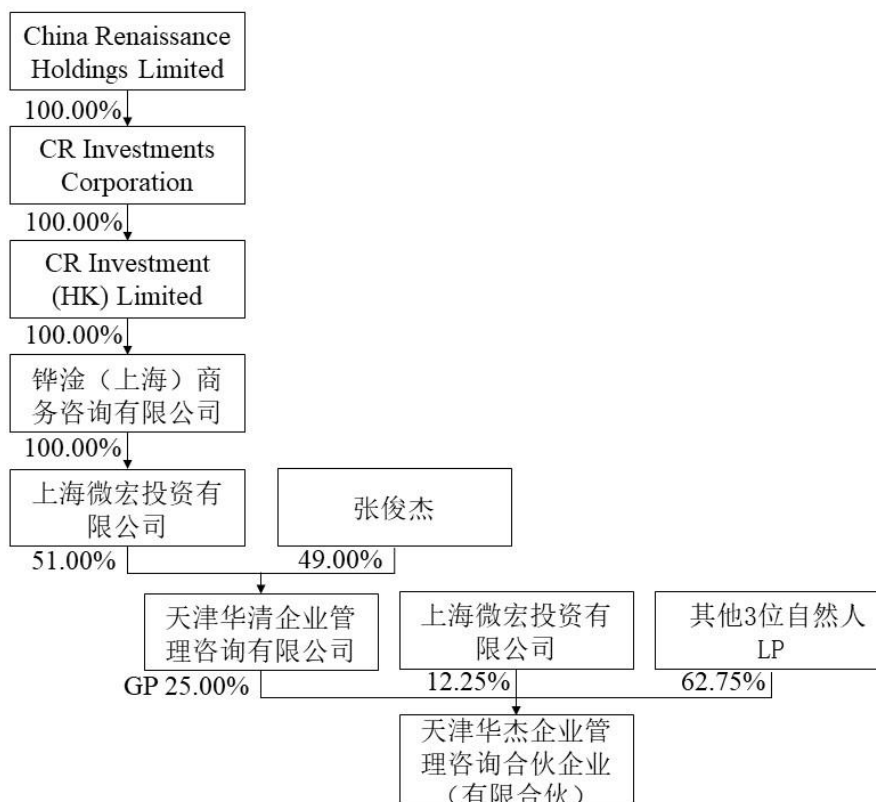 China Renaissance
Holdings Limited
100.00%
CR Investments
Corporation
100.00%
CR Investment
(HK) Limited
100.00%
铧淦（上海）商
务咨询有限公司
100.00%
上海微宏投资有
限公司
张俊杰
51.00%
49.00%
天津华清企业管
理咨询有限公司
上海微宏投资有
限公司
其他3位自然人
LP
GP 25.00%
12.25%
62.75%
天津华杰企业管
理咨询合伙企业
（有限合伙）